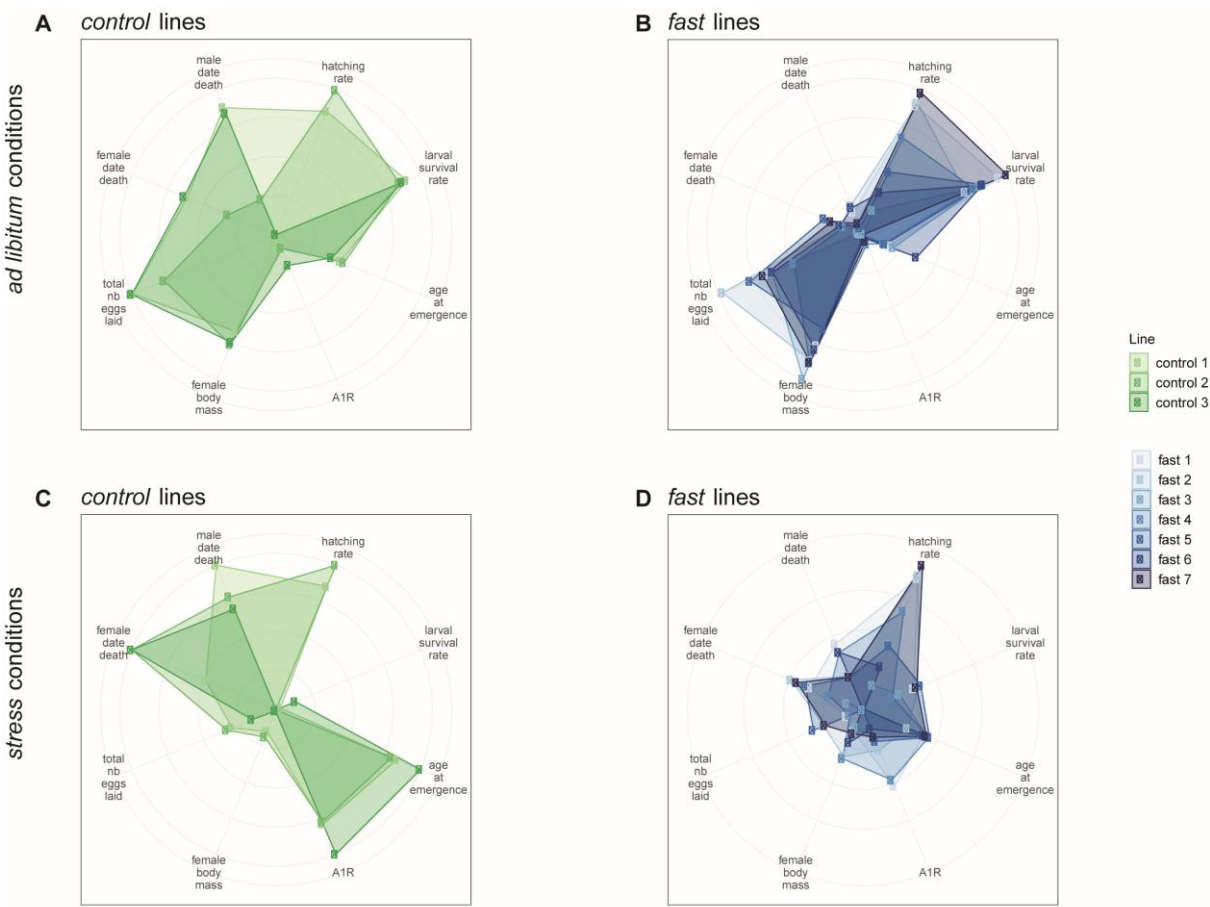 A control lines
male
date
death
hatching
rate
female
date
death
larval
survival
rate
total
nb
eggs
laid
age
at
emergence
female
body
mass
A1R
B fast lines
male
date
death
hatching
rate
female
date
death
larval
survival
rate
total
nb
eggs
laid
age
at
emergence
female
body
mass
A1R
ad libitum conditions
C control lines
male
date
death
hatching
rate
female
date
death
larval
survival
rate
total
nb
eggs
laid
age
at
emergence
female
body
mass
A1R
D fast lines
male
date
death
hatching
rate
female
date
death
larval
survival
rate
total
nb
eggs
laid
age
at
emergence
female
body
mass
A1R
stress conditions
Line
control 1
control 2
control 3
fast 1
fast 2
fast 3
fast 4
fast 5
fast 6
fast 7